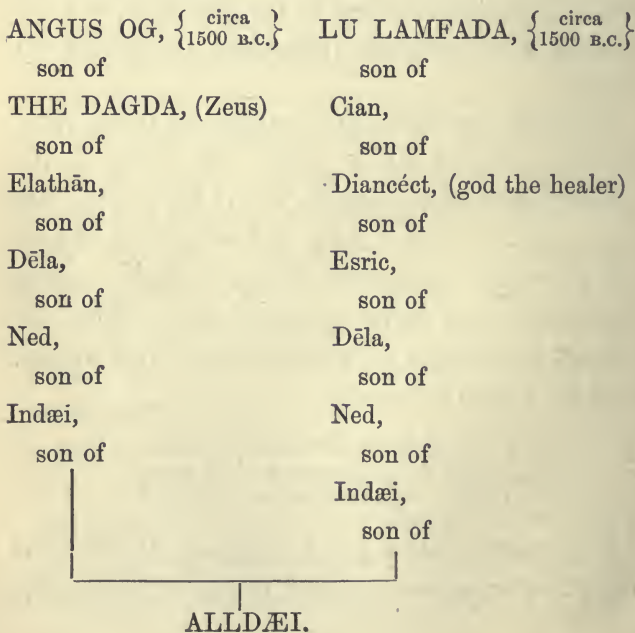 ANGUS OG, {circa 1500 B.C.}
son of
THE DAGDA, (Zeus)
son of
Elathān,
son of
Dēla,
son of
Ned,
son of
Indæi,
son of
LU LAMFADA, {circa 1500 B.C.}
son of
Cian,
son of
Diancéct, (god the healer)
son of
Esric,
son of
Dēla,
son of
Ned,
son of
Indæi,
son of
ALLDÆI.